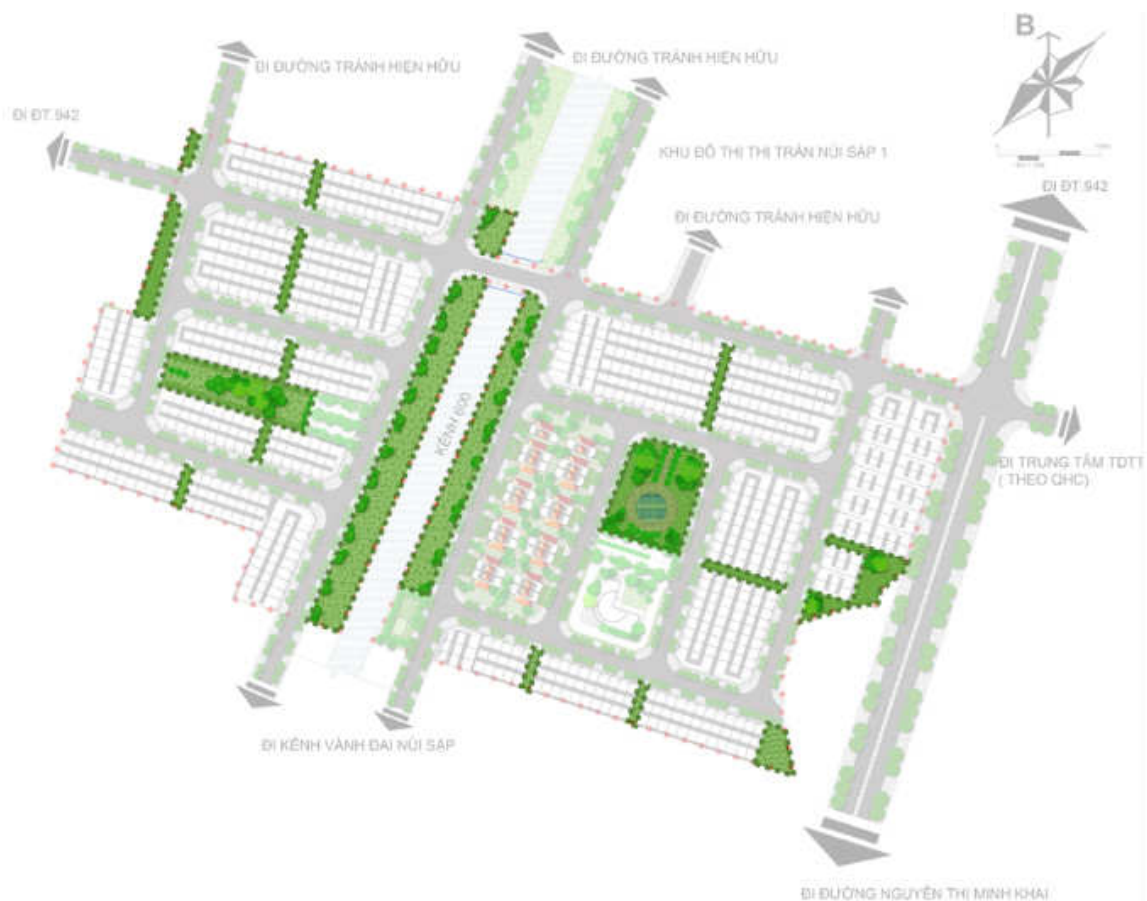 B
ĐI ĐƯỜNG TRÁNH HIỆN HỮU
ĐI ĐƯỜNG TRÁNH HIỆN HỮU
ĐI ĐT.942
KHU ĐÔ THỊ THỊ TRẤN NÚI SẬP 1
ĐI ĐT.942
ĐI ĐƯỜNG TRÁNH HIỆN HỮU
KÊNH 600
ĐI TRUNG TÂM TDTT
( THEO QHC)
ĐI KÊNH VÀNH ĐAI NÚI SẬP
ĐI ĐƯỜNG NGUYỄN THỊ MINH KHAI